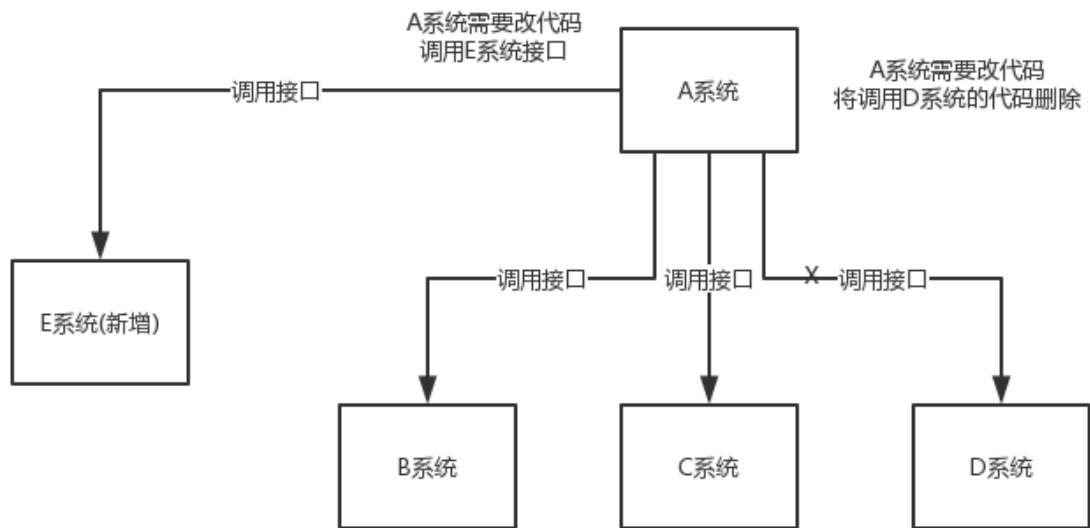 A系统需要改代码
调用E系统接口
A系统
A系统需要改代码
将调用D系统的代码删除
调用接口
E系统(新增)
调用接口
调用接口
X
调用接口
B系统
C系统
D系统